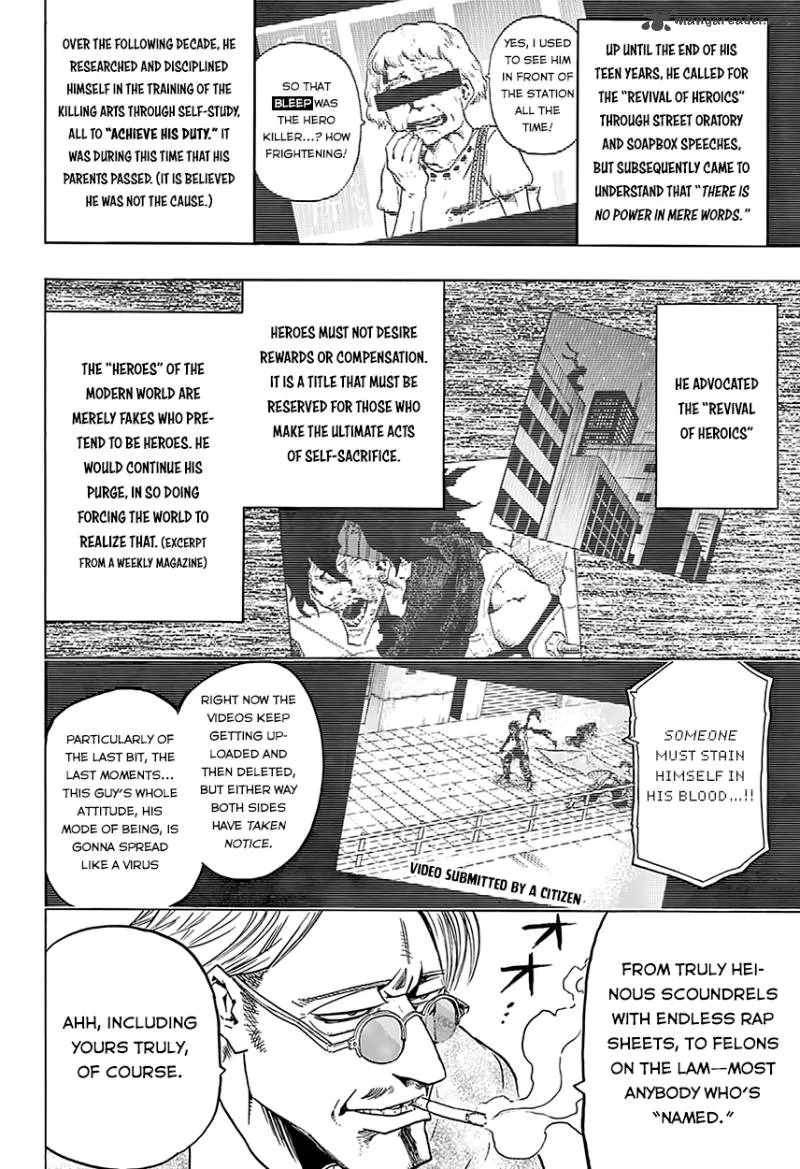 mangareader
UP UNTIL THE END OF HIS
TEEN YEARS, HE CALLED FOR
THE "REVIVAL OF HEROICS"
THROUGH STREET ORATORY
AND SOAPBOX SPEECHES,
BUT SUBSEQUENTLY CAME TO
UNDERSTAND THAT "THERE IS
NO POWER IN MERE WORDS."
YES, I USED
TO SEE HIM
IN FRONT OF
THE STATION
ALL THE
TIME!
SO THAT
BLEEP WAS
THE HERO
KILLER...? HOW
FRIGHTENING!
OVER THE FOLLOWING DECADE, HE
RESEARCHED AND DISCIPLINED
HIMSELF IN THE TRAINING OF THE
KILLING ARTS THROUGH SELF-STUDY,
ALL TO "ACHIEVE HIS DUTY." IT
WAS DURING THIS TIME THAT HIS
PARENTS PASSED. (IT IS BELIEVED
HE WAS NOT THE CAUSE.)
HE ADVOCATED
THE "REVIVAL
OF HEROICS"
HEROES MUST NOT DESIRE
REWARDS OR COMPENSATION.
IT IS A TITLE THAT MUST BE
RESERVED FOR THOSE WHO
MAKE THE ULTIMATE ACTS
OF SELF-SACRIFICE.
THE "HEROES" OF THE
MODERN WORLD ARE
MERELY FAKES WHO PRE-
TEND TO BE HEROES. HE
WOULD CONTINUE HIS
PURGE, IN SO DOING
FORCING THE WORLD TO
REALIZE THAT. (EXCERPT
FROM A WEEKLY MAGAZINE)
SOMEONE
MUST STAIN
HIMSELF IN
HIS BLOOD...!!
VIDEO SUBMITTED BY A CITIZEN
RIGHT NOW THE
VIDEOS KEEP
GETTING UP-
LOADED AND
THEN DELETED,
BUT EITHER WAY
BOTH SIDES
HAVE TAKEN
NOTICE.
PARTICULARLY OF
THE LAST BIT, THE
LAST MOMENTS...
THIS GUY'S WHOLE
ATTITUDE, HIS
MODE OF BEING, IS
GONNA SPREAD
LIKE A VIRUS
FROM TRULY HEI-
NOUS SCOUNDRELS
WITH ENDLESS RAP
SHEETS, TO FELONS
ON THE LAM--MOST
ANYBODY WHO'S
"NAMED."
AHH, INCLUDING
YOURS TRULY,
OF COURSE.